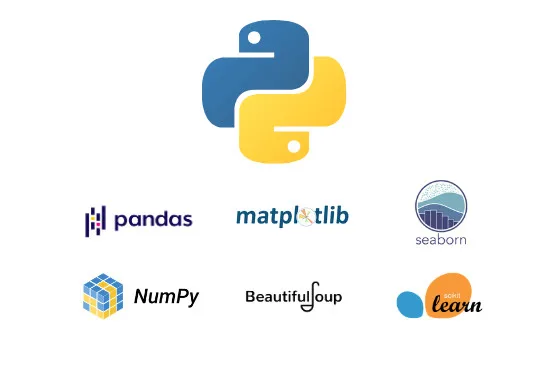 pandas
matplotlib
seaborn
NumPy
BeautifulSoup
scikit
learn